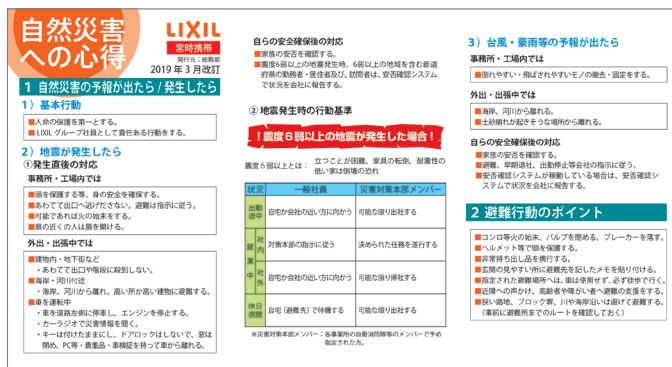 自然災害
への心得
LIXIL
常時携帯
発行元：総務部
2019年3月改訂
1 自然災害の予報が出たら/発生したら
1）基本行動
■人命の保護を第一とする。
■LIXILグループ社員として責任ある行動をする。
2）地震が発生したら
①発生直後の対応
事務所・工場内では
■頭を保護する等、身の安全を確保する。
■あわてて出口へ逃げださない。避難は指示に従う。
■可能であれば火の始末をする。
■扉の近くの人は扉を開ける。
外出・出張中では
■建物内・地下街など
・あわてて出口や階段に殺到しない。
■海岸・河川付近
・海岸、河川から離れ、高い所か高い建物に避難する。
■車を運転中
・車を道路左側に停車し、エンジンを停止する。
・カーラジオで災害情報を聞く。
・キーは付けたままにし、ドアロックはしないで、窓は
閉め、PC等・貴重品・車検証を持って車から離れる。
自らの安全確保後の対応
■家族の安否を確認する。
■震度6弱以上の地震発生時、6弱以上の地域を含む都道
府県の勤務者・居住者及び、訪問者は、安否確認システム
で状況を会社に報告する。
② 地震発生時の行動基準
！震度６弱以上の地震が発生した場合！
震度６弱以上とは：
立つことが困難、家具の転倒、耐震性の
低い家は倒壊の恐れ
状況 一般社員 災害対策本部メンバー
出勤途中 自宅か会社の近い方に向かう 可能な限り出社する
就業中 社内 対策本部の指示に従う 決められた任務を遂行する
社外 自宅か会社の近い方に向かう 可能な限り帰社する
休日夜間 自宅（避難先）で待機する 可能な限り出社する
※災害対策本部メンバー：各事業所の自衛消防隊等のメンバーで予め
指定された方。
3）台風・豪雨等の予報が出たら
事務所・工場内では
■倒れやすい・飛ばされやすいモノの撤去・固定をする。
外出・出張中では
■海岸、河川から離れる。
■土砂崩れが起きそうな場所から離れる。
自らの安全確保後の対応
■家族の安否を確認する。
■避難、早期退社、出勤停止等会社の指示に従う。
■安否確認システムが稼働している場合は、安否確認シ
ステムで状況を会社に報告する。
2 避難行動のポイント
■コンロ等火の始末、バルブを閉める、ブレーカーを落す。
■ヘルメット等で頭を保護する。
■非常持ち出し品を携行する。
■玄関の見やすい所に避難先を記したメモを貼り付ける。
■指定された避難場所へは、車は使用せず、必ず徒歩で行く。
■近隣への声かけ、高齢者や障がい者へ避難の支援をする。
■狭い路地、ブロック塀、川や海岸沿いは避けて避難する。
（事前に避難所までのルートを確認しておく）